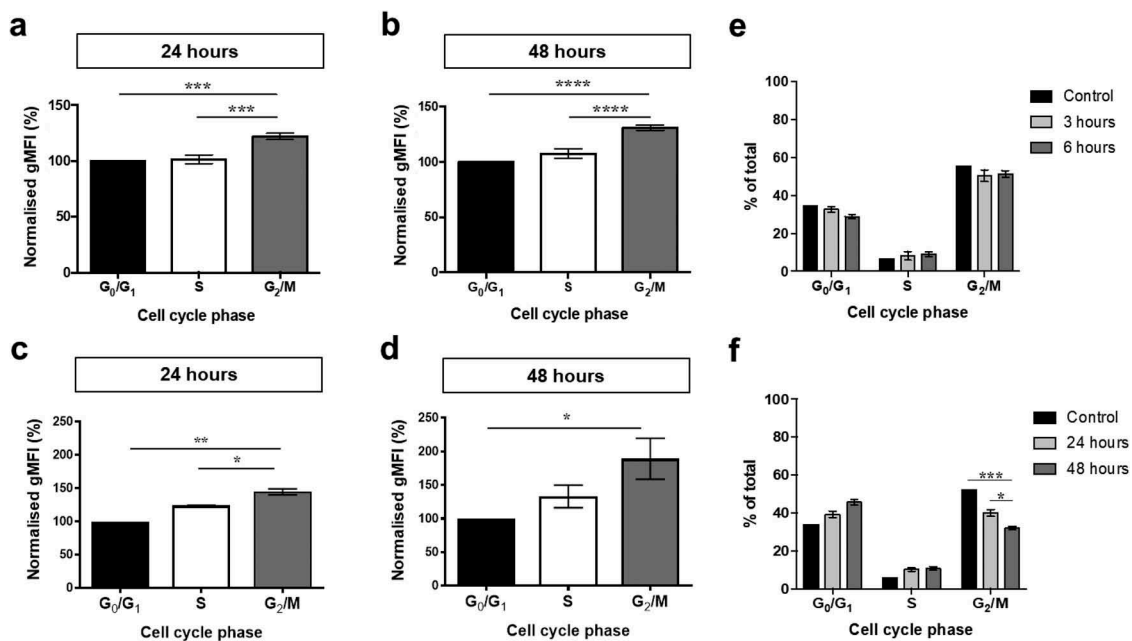 a
24 hours
***
***
Normalised gMFI (%)
150
100
50
0
G₀/G₁ S G₂/M
Cell cycle phase
b
48 hours
****
****
Normalised gMFI (%)
150
100
50
0
G₀/G₁ S G₂/M
Cell cycle phase
e
% of total
100
80
60
40
20
0
G₀/G₁ S G₂/M
Cell cycle phase
Control
3 hours
6 hours
c
24 hours
**
*
Normalised gMFI (%)
250
200
150
100
50
0
G₀/G₁ S G₂/M
Cell cycle phase
d
48 hours
*
Normalised gMFI (%)
250
200
150
100
50
0
G₀/G₁ S G₂/M
Cell cycle phase
f
% of total
100
80
60
40
20
0
***
*
G₀/G₁ S G₂/M
Cell cycle phase
Control
24 hours
48 hours